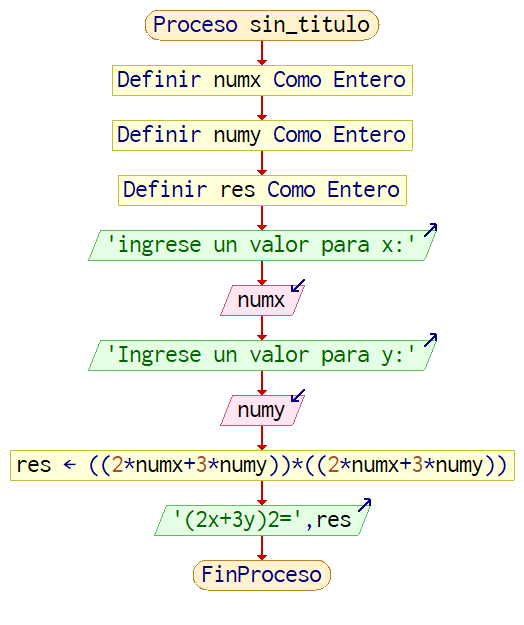 Proceso sin_titulo
Definir numx Como Entero
Definir numy Como Entero
Definir res Como Entero
'ingrese un valor para x:'
numx
'Ingrese un valor para y:'
numy
res ← ((2*numx+3*numy))*((2*numx+3*numy))
'(2x+3y)2=',res
FinProceso